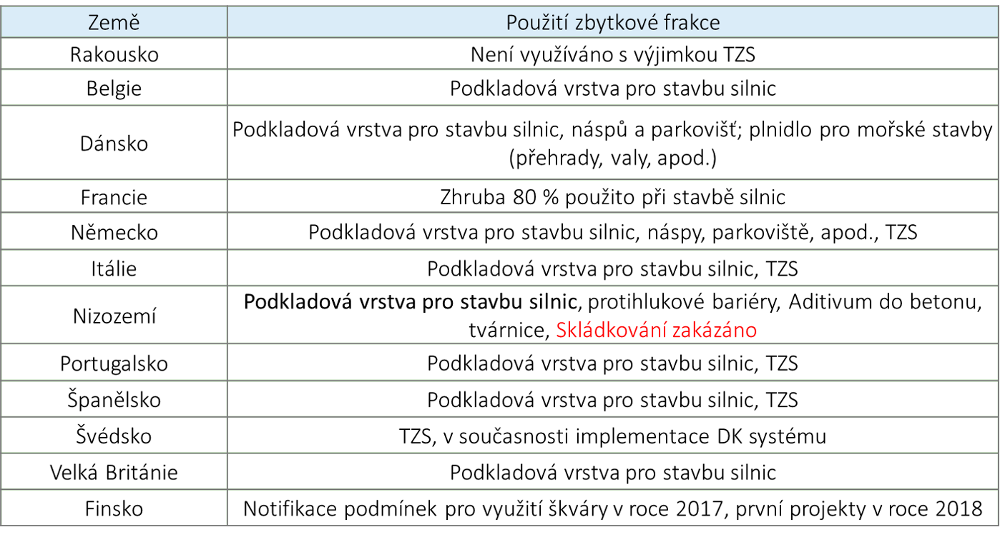 Země Použití zbytkové frakce
Rakousko Není využíváno s výjimkou TZS
Belgie Podkladová vrstva pro stavbu silnic
Dánsko Podkladová vrstva pro stavbu silnic, náspů a parkovišť; plnidlo pro mořské stavby
(přehrady, valy, apod.)
Francie Zhruba 80 % použito při stavbě silnic
Německo Podkladová vrstva pro stavbu silnic, náspy, parkoviště, apod., TZS
Itálie Podkladová vrstva pro stavbu silnic, TZS
Nizozemí Podkladová vrstva pro stavbu silnic, protihlukové bariéry, Aditivum do betonu,
tvárnice, Skládkování zakázáno
Portugalsko Podkladová vrstva pro stavbu silnic, TZS
Španělsko Podkladová vrstva pro stavbu silnic, TZS
Švédsko TZS, v současnosti implementace DK systému
Velká Británie Podkladová vrstva pro stavbu silnic
Finsko Notifikace podmínek pro využití škváry v roce 2017, první projekty v roce 2018